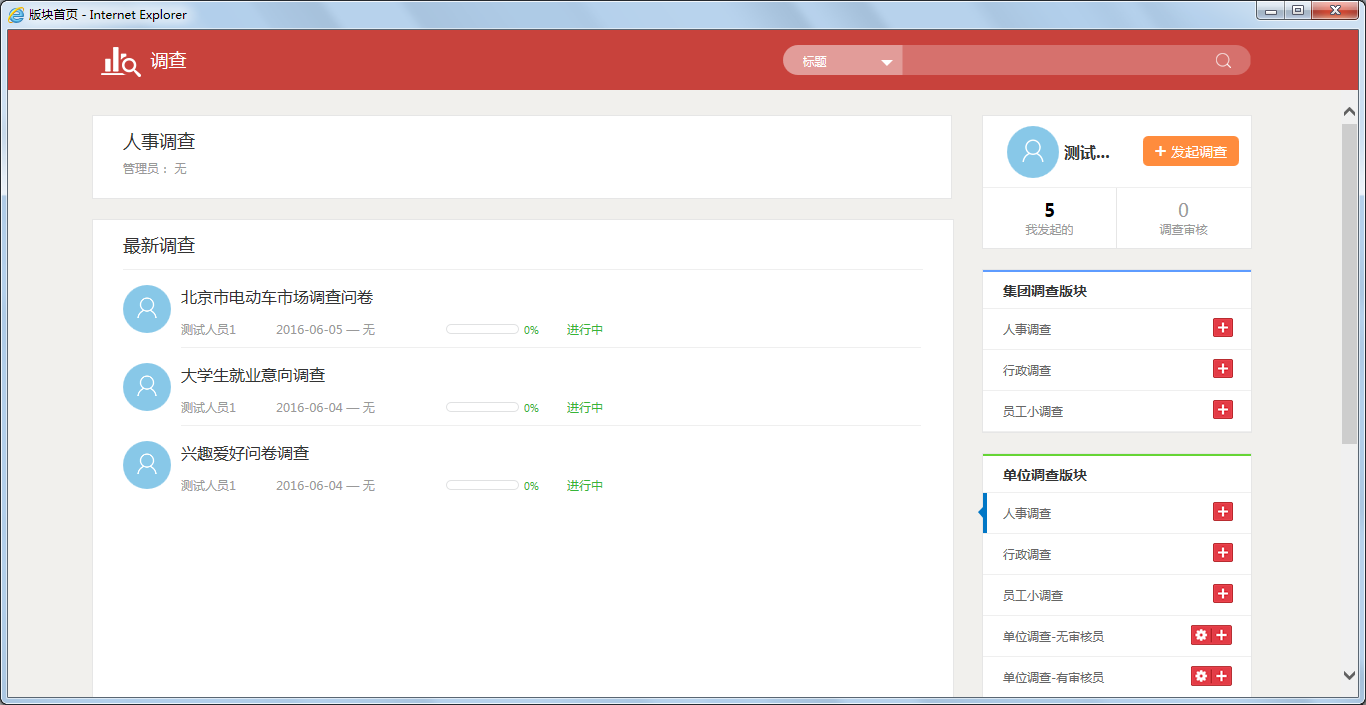 版块首页 - Internet Explorer
调查
标题
人事调查
管理员： 无
最新调查
北京市电动车市场调查问卷
测试人员1 2016-06-05 — 无 0% 进行中
大学生就业意向调查
测试人员1 2016-06-04 — 无 0% 进行中
兴趣爱好问卷调查
测试人员1 2016-06-04 — 无 0% 进行中
测试...
+ 发起调查
5
我发起的
0
调查审核
集团调查版块
人事调查
行政调查
员工小调查
单位调查版块
人事调查
行政调查
员工小调查
单位调查-无审核员
单位调查-有审核员